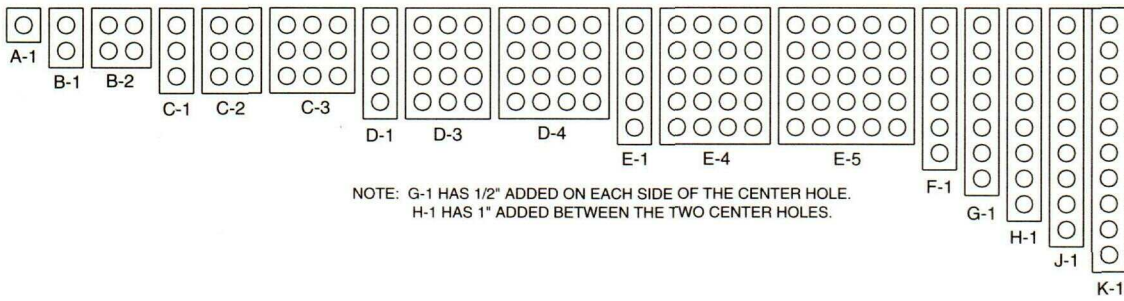 A-1
B-1
B-2
C-1
C-2
C-3
D-1
D-3
D-4
E-1
E-4
E-5
F-1
G-1
H-1
J-1
K-1
NOTE: G-1 HAS 1/2" ADDED ON EACH SIDE OF THE CENTER HOLE.
H-1 HAS 1" ADDED BETWEEN THE TWO CENTER HOLES.